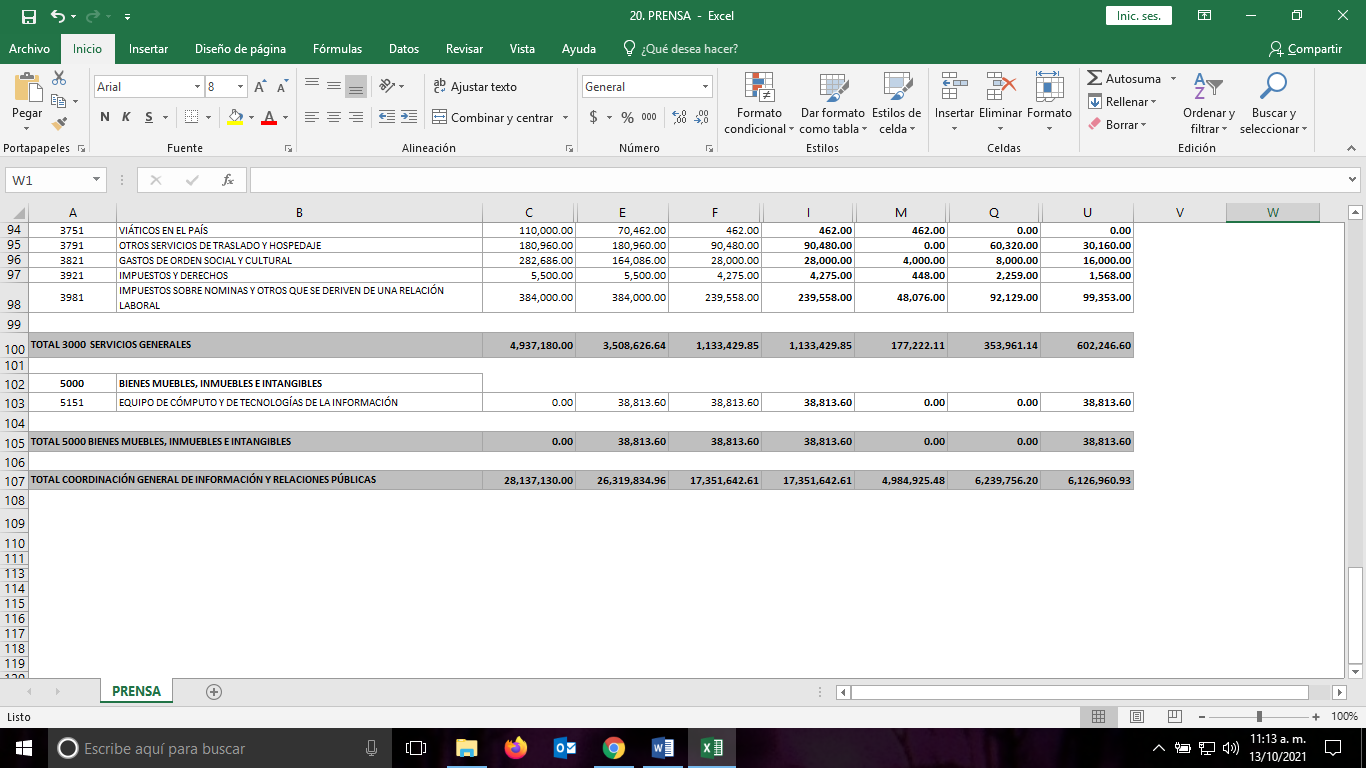 20. PRENSA - Excel
Inic. ses.
Archivo Inicio Insertar Diseño de página Fórmulas Datos Revisar Vista Ayuda ¿Qué desea hacer? Compartir
Pegar
Arial 8 A A
ab Ajustar texto
General
N K S A
Combinar y centrar
$ % 000
Formato condicional
Dar formato como tabla
Estilos de celda
Insertar Eliminar Formato
Autosuma
Rellenar
Borrar
Ordenar y filtrar
Buscar y seleccionar
Portapapeles Fuente Alineación Número Estilos Celdas Edición
W1 fx
A B C E F I M Q U V W
94 3751 VIÁTICOS EN EL PAÍS 110,000.00 70,462.00 462.00 462.00 462.00 0.00 0.00
95 3791 OTROS SERVICIOS DE TRASLADO Y HOSPEDAJE 180,960.00 180,960.00 90,480.00 90,480.00 0.00 60,320.00 30,160.00
96 3821 GASTOS DE ORDEN SOCIAL Y CULTURAL 282,686.00 164,086.00 28,000.00 28,000.00 4,000.00 8,000.00 16,000.00
97 3921 IMPUESTOS Y DERECHOS 5,500.00 5,500.00 4,275.00 4,275.00 448.00 2,259.00 1,568.00
98 3981 IMPUESTOS SOBRE NOMINAS Y OTROS QUE SE DERIVEN DE UNA RELACIÓN LABORAL 384,000.00 384,000.00 239,558.00 239,558.00 48,076.00 92,129.00 99,353.00
99
100 TOTAL 3000 SERVICIOS GENERALES 4,937,180.00 3,508,626.64 1,133,429.85 1,133,429.85 177,222.11 353,961.14 602,246.60
101
102 5000 BIENES MUEBLES, INMUEBLES E INTANGIBLES
103 5151 EQUIPO DE CÓMPUTO Y DE TECNOLOGÍAS DE LA INFORMACIÓN 0.00 38,813.60 38,813.60 38,813.60 0.00 0.00 38,813.60
104
105 TOTAL 5000 BIENES MUEBLES, INMUEBLES E INTANGIBLES 0.00 38,813.60 38,813.60 38,813.60 0.00 0.00 38,813.60
106
107 TOTAL COORDINACIÓN GENERAL DE INFORMACIÓN Y RELACIONES PÚBLICAS 28,137,130.00 26,319,834.96 17,351,642.61 17,351,642.61 4,984,925.48 6,239,756.20 6,126,960.93
108
109
110
111
113
114
115
116
117
118
119
120
PRENSA
Listo
100%
Escribe aquí para buscar
11:13 a. m.
13/10/2021